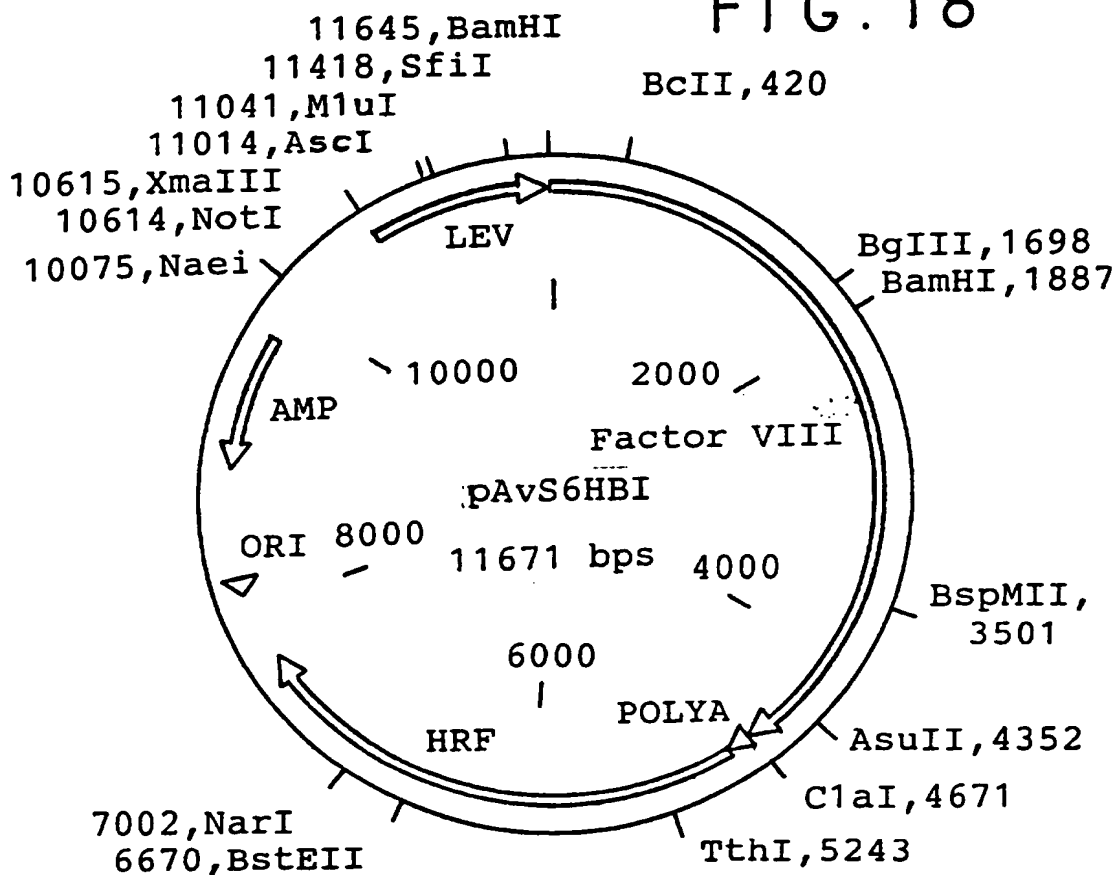 FIG. 18
11645,BamHI
11418,SfiI
11041,M1uI
11014,AscI
10615,XmaIII
10614,NotI
10075,Naei
BcII,420
LEV
BgIII,1698
BamHI,1887
10000
2000
AMP
Factor VIII
pAvS6HBI
ORI
8000
11671 bps
4000
BspMII,
3501
6000
POLYA
HRF
AsuII,4352
C1aI,4671
TthI,5243
7002,NarI
6670,BstEII